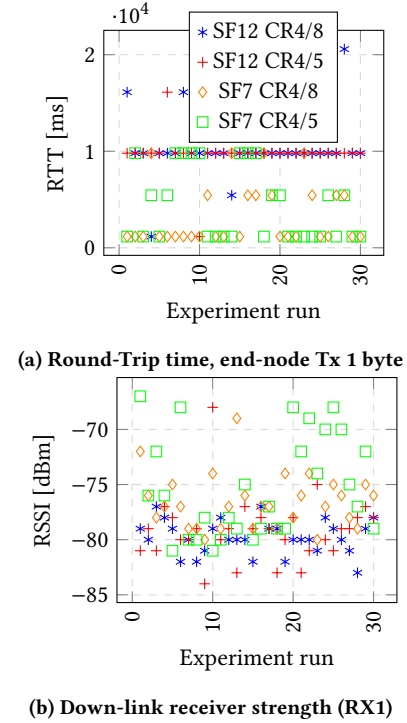 ·10⁴
SF12 CR4/8
SF12 CR4/5
SF7 CR4/8
SF7 CR4/5
2
1
0
RTT [ms]
0
10
20
30
Experiment run
(a) Round-Trip time, end-node Tx 1 byte
−70
−75
−80
−85
RSSI [dBm]
0
10
20
30
Experiment run
(b) Down-link receiver strength (RX1)